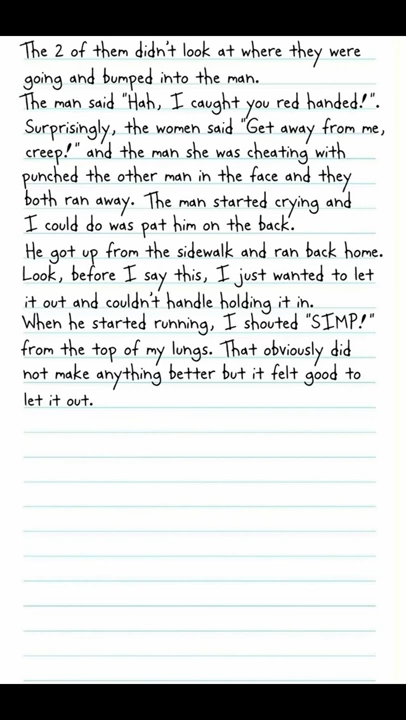 The 2 of them didn't look at where they were
going and bumped into the man.
The man said "Hah, I caught you red handed!".
Surprisingly, the women said "Get away from me,
creep!" and the man she was cheating with
punched the other man in the face and they
both ran away. The man started crying and
I could do was pat him on the back.
He got up from the sidewalk and ran back home.
Look, before I say this, I just wanted to let
it out and couldn't handle holding it in.
When he started running, I shouted "SIMP!"
from the top of my lungs. That obviously did
not make anything better but it felt good to
let it out.